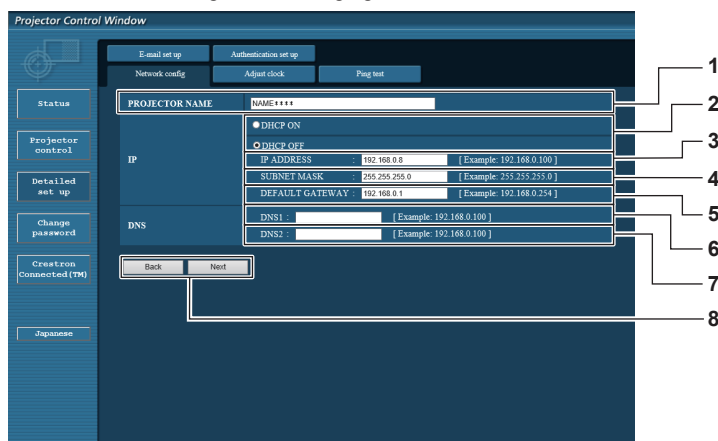 Projector Control Window
E-mail set up Authentication set up
Network config Adjust clock Ping test
Status
Projector
control
Detailed
set up
Change
password
Crestron
Connected(TM)
Japanese
PROJECTOR NAME NAME****
IP
DHCP ON
DHCP OFF
IP ADDRESS : 192.168.0.8 [ Example: 192.168.0.100 ]
SUBNET MASK : 255.255.255.0 [ Example: 255.255.255.0 ]
DEFAULT GATEWAY : 192.168.0.1 [ Example: 192.168.0.254 ]
DNS
DNS1 : [ Example: 192.168.0.100 ]
DNS2 : [ Example: 192.168.0.100 ]
Back Next
1
2
3
4
5
6
7
8